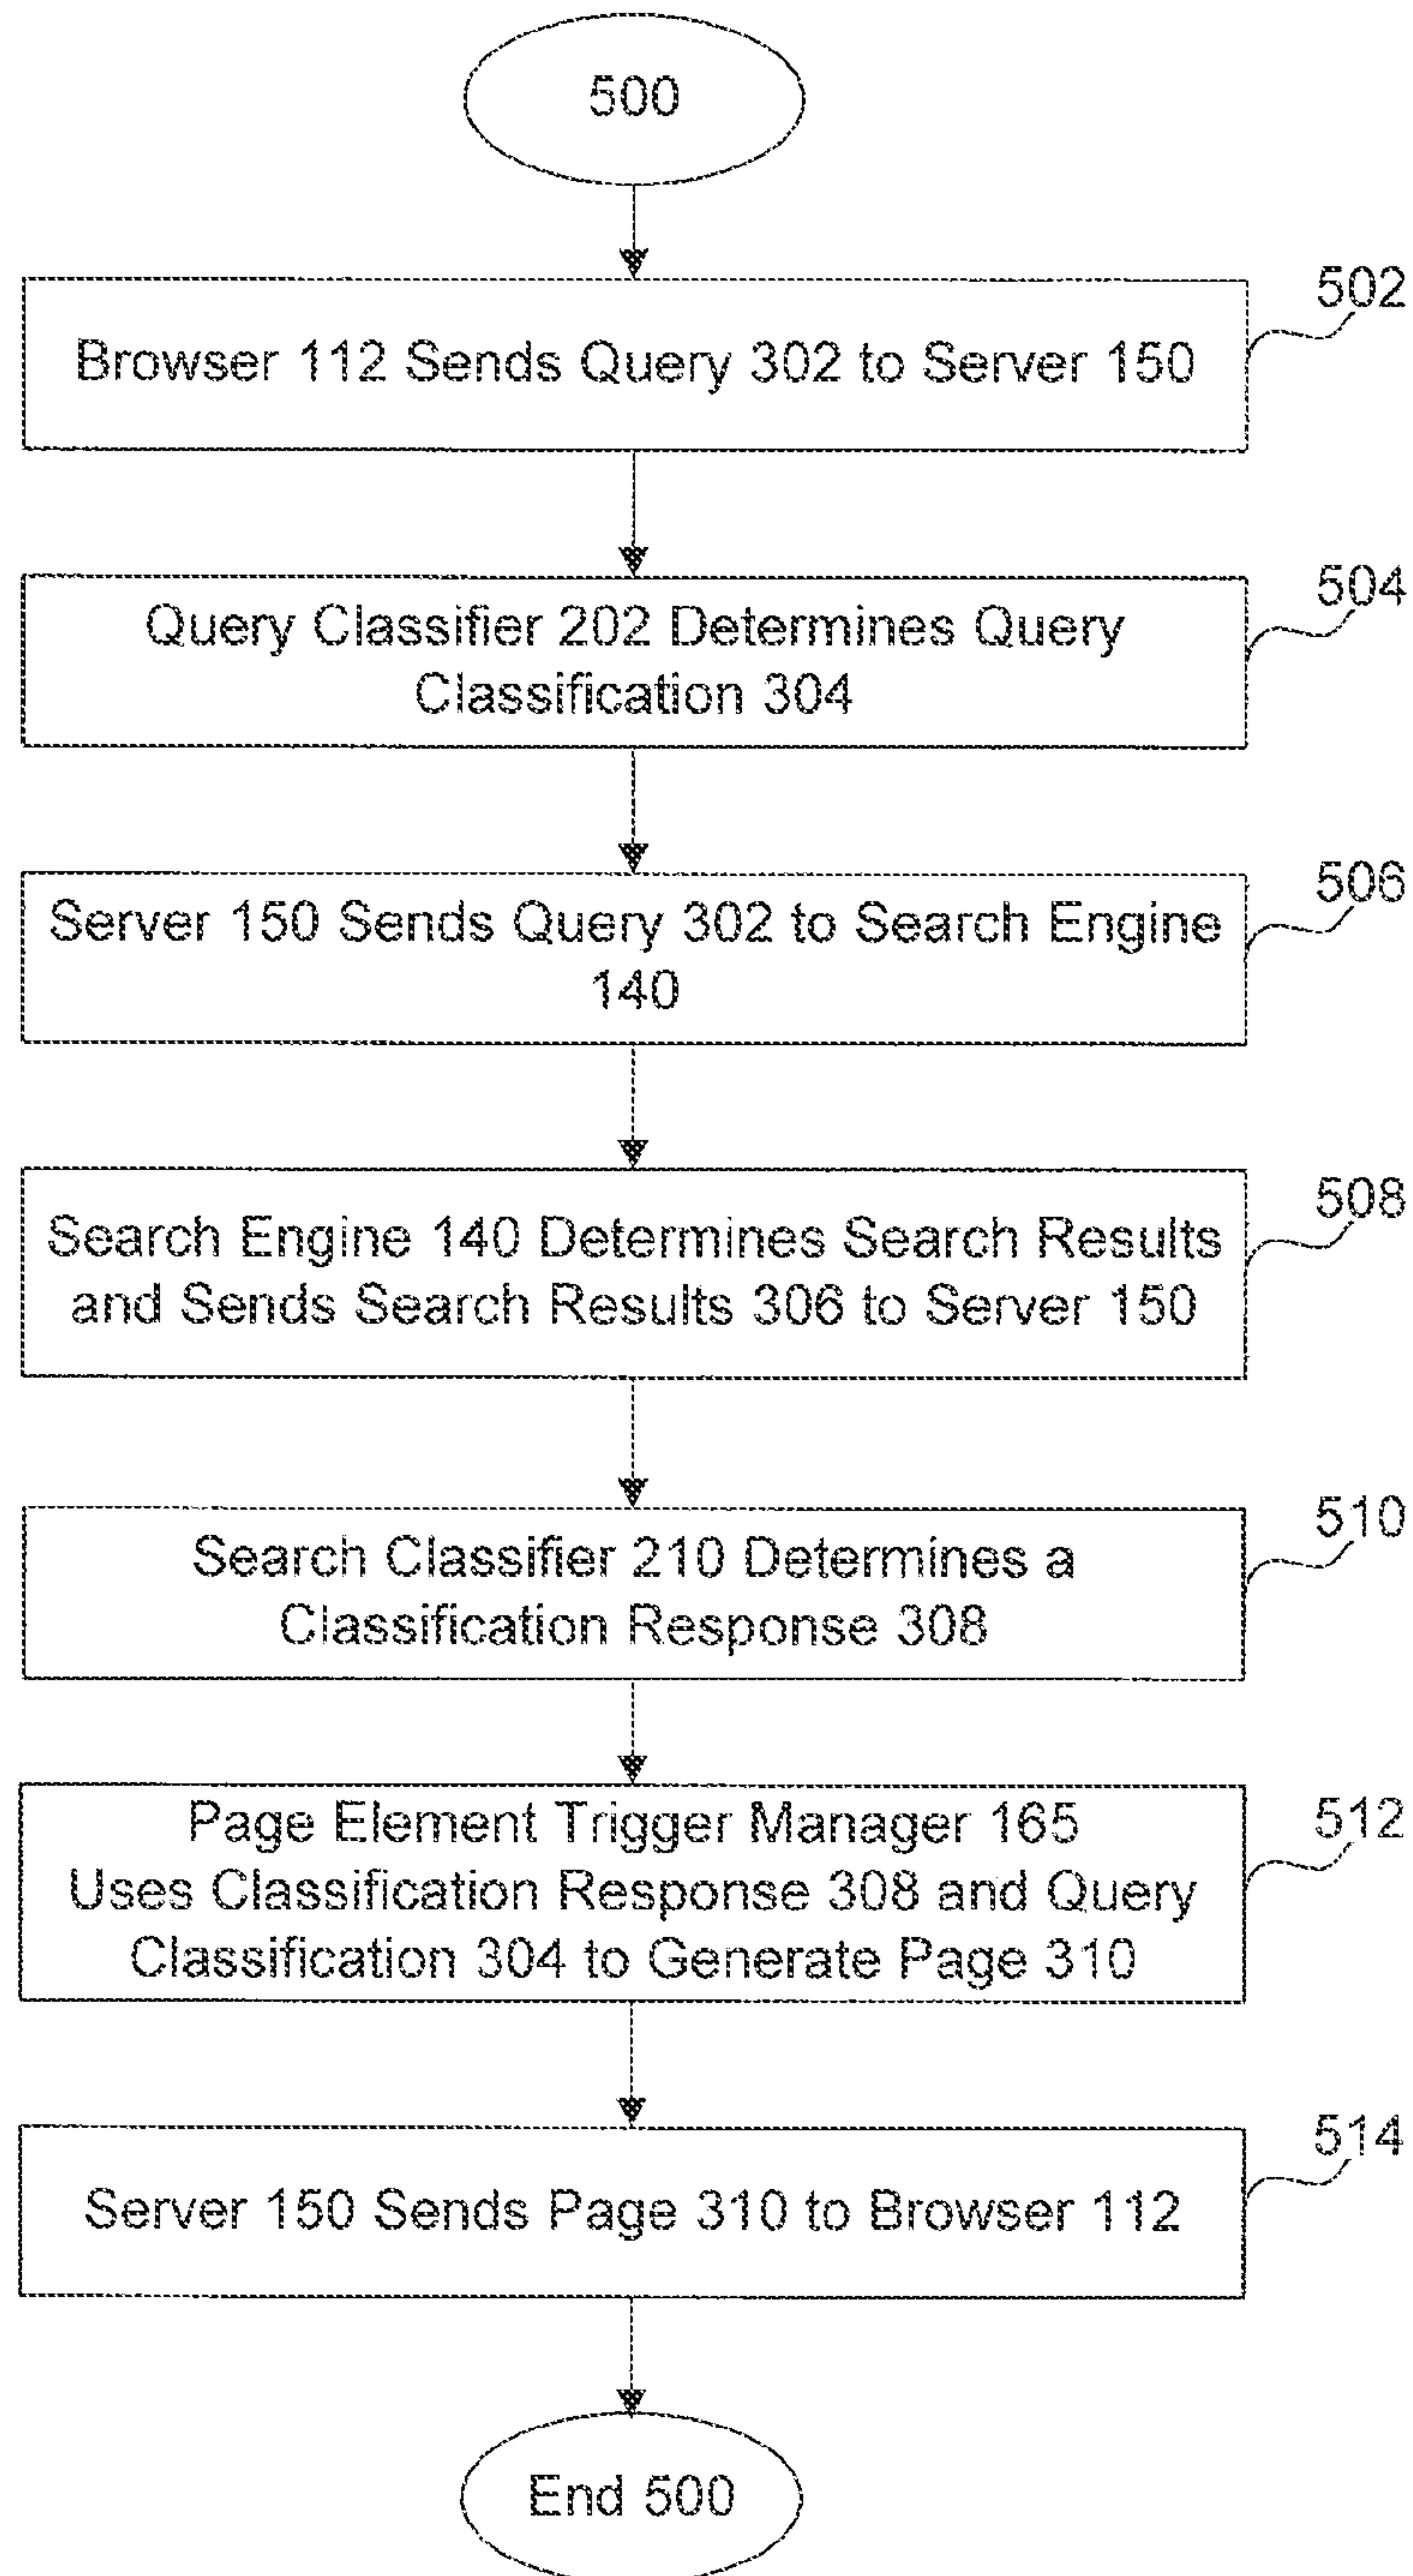 500
502
Browser 112 Sends Query 302 to Server 150
504
Query Classifier 202 Determines Query
Classification 304
506
Server 150 Sends Query 302 to Search Engine
140
508
Search Engine 140 Determines Search Results
and Sends Search Results 306 to Server 150
510
Search Classifier 210 Determines a
Classification Response 308
512
Page Element Trigger Manager 165
Uses Classification Response 308 and Query
Classification 304 to Generate Page 310
514
Server 150 Sends Page 310 to Browser 112
End 500